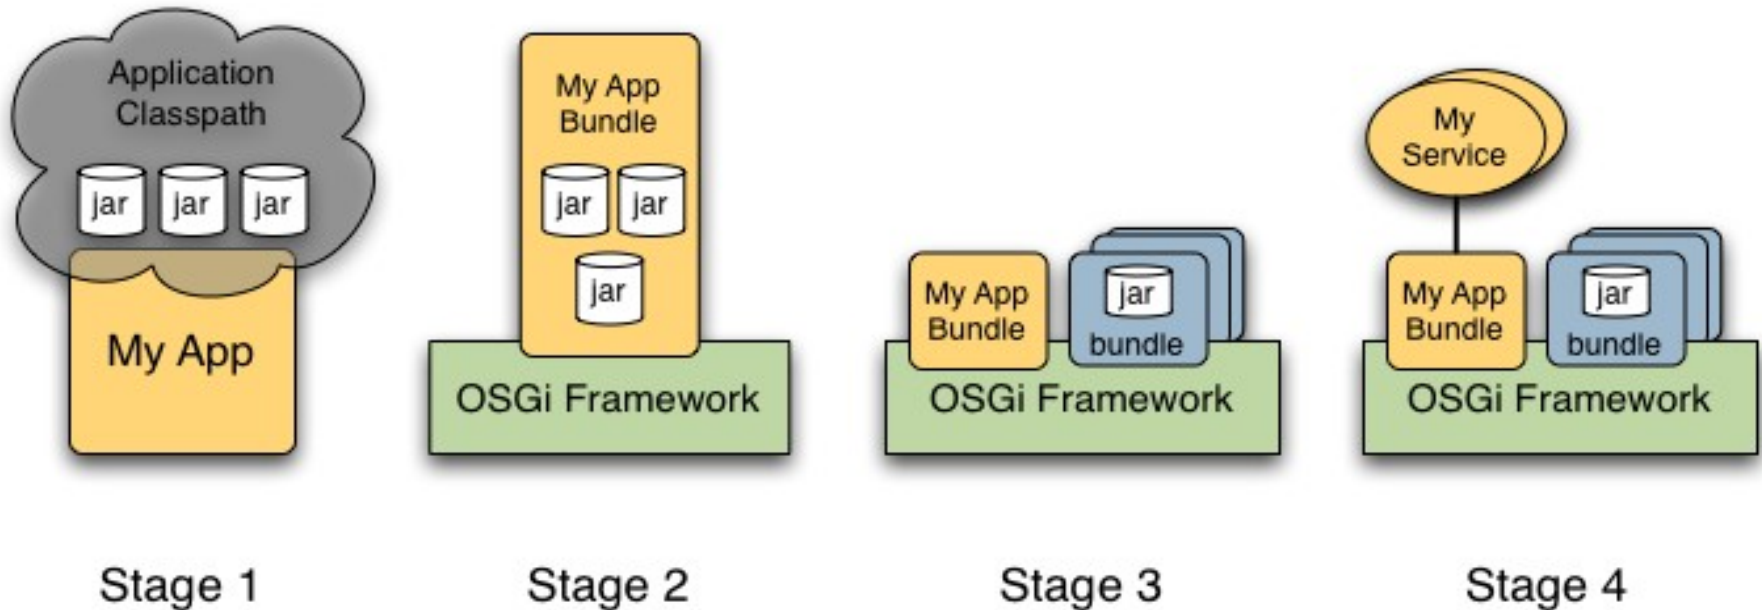 Application
Classpath
jar jar jar
My App
Stage 1
My App
Bundle
jar jar
jar
OSGi Framework
Stage 2
My App
Bundle
jar
bundle
OSGi Framework
Stage 3
My
Service
My App
Bundle
jar
bundle
OSGi Framework
Stage 4